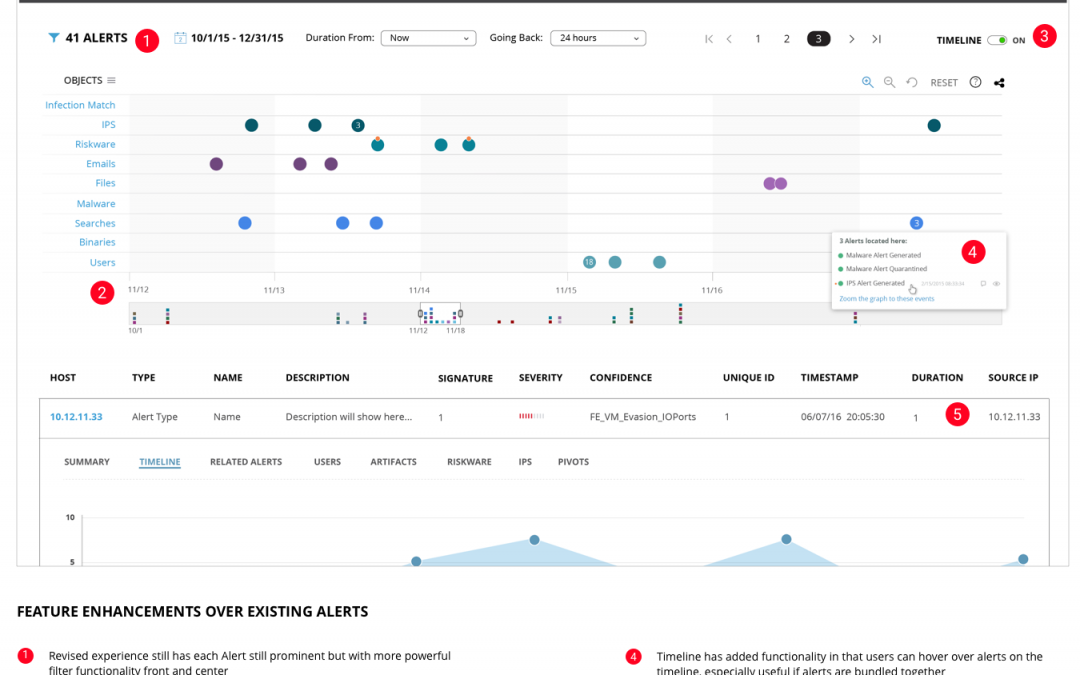 41 ALERTS 1 10/1/15 - 12/31/15 Duration From: Now Going Back: 24 hours 1 2 3 TIMELINE ON 3
OBJECTS RESET ?
Infection Match
IPS 3
Riskware
Emails
Files
Malware
Searches 3
Binaries
Users 18
3 Alerts located here: 4
Malware Alert Generated
Malware Alert Quarantined
IPS Alert Generated
Zoom the graph to these events
2 11/12 11/13 11/14 11/15 11/16
10/1 11/12 11/18
HOST TYPE NAME DESCRIPTION SIGNATURE SEVERITY CONFIDENCE UNIQUE ID TIMESTAMP DURATION SOURCE IP
10.12.11.33 Alert Type Name Description will show here... 1 FE_VM_Evasion_IOPorts 1 06/07/16 20:05:30 1 5 10.12.11.33
SUMMARY TIMELINE RELATED ALERTS USERS ARTIFACTS RISKWARE IPS PIVOTS
10
5
FEATURE ENHANCEMENTS OVER EXISTING ALERTS
1 Revised experience still has each Alert still prominent but with more powerful
filter functionality front and center
4 Timeline has added functionality in that users can hover over alerts on the
timeline, especially useful if alerts are bundled together